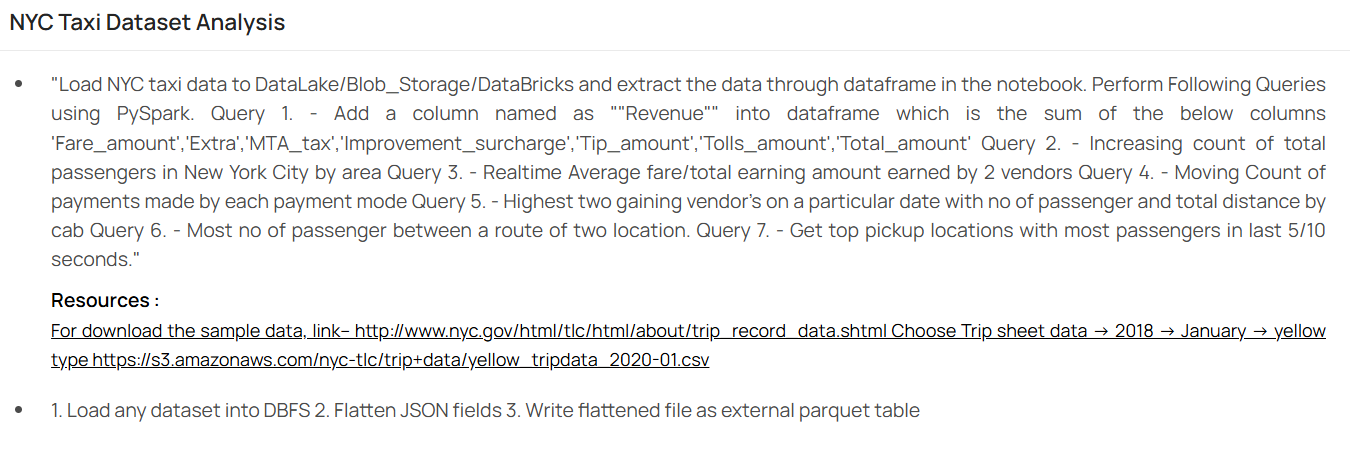 NYC Taxi Dataset Analysis
"Load NYC taxi data to DataLake/Blob_Storage/DataBricks and extract the data through dataframe in the notebook. Perform Following Queries
using PySpark. Query 1. - Add a column named as ""Revenue"" into dataframe which is the sum of the below columns
'Fare_amount','Extra','MTA_tax','Improvement_surcharge','Tip_amount','Tolls_amount','Total_amount' Query 2. - Increasing count of total
passengers in New York City by area Query 3. - Realtime Average fare/total earning amount earned by 2 vendors Query 4. - Moving Count of
payments made by each payment mode Query 5. - Highest two gaining vendor's on a particular date with no of passenger and total distance by
cab Query 6. - Most no of passenger between a route of two location. Query 7. - Get top pickup locations with most passengers in last 5/10
seconds."
Resources :
For download the sample data, link– http://www.nyc.gov/html/tlc/html/about/trip_record_data.shtml Choose Trip sheet data → 2018 → January → yellow
type https://s3.amazonaws.com/nyc-tlc/trip+data/yellow_tripdata_2020-01.csv
1. Load any dataset into DBFS 2. Flatten JSON fields 3. Write flattened file as external parquet table